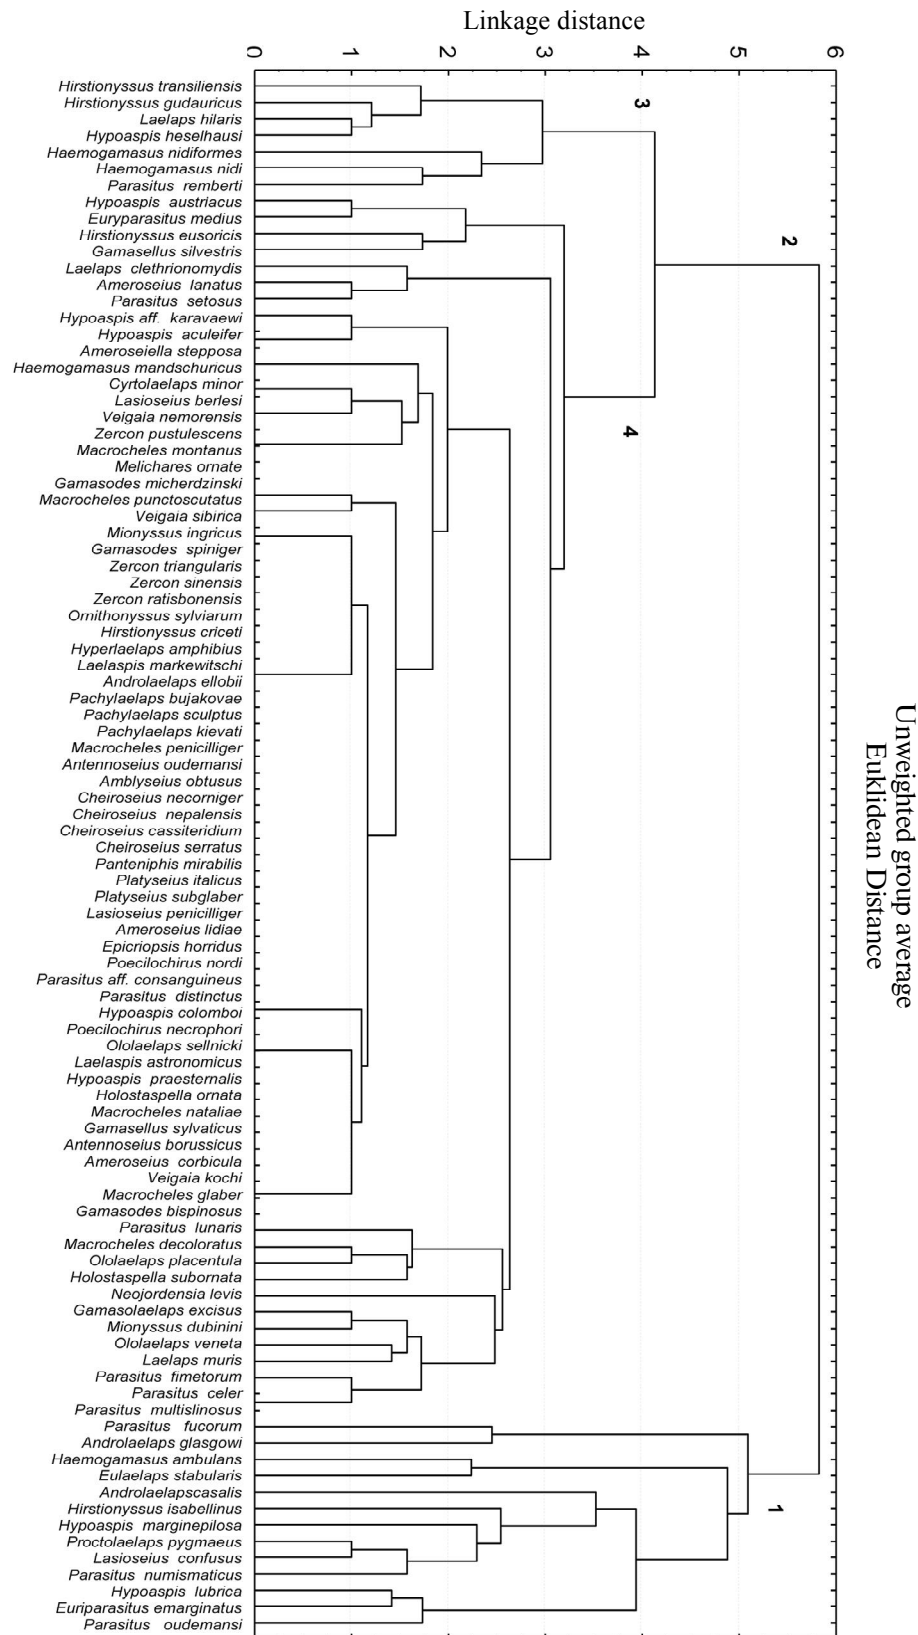 Linkage distance
0 1 2 3 4 5 6
Hirstionyssus transiliensis
Hirstionyssus gudauricus
Laelaps hilaris
Hypoaspis heselhausi
Haemogamasus nidiformes
Haemogamasus nidi
Parasitus remberti
Hypoaspis austriacus
Euryparasitus medius
Hirstionyssus eusoricis
Gamasellus silvestris
Laelaps clethrionomydis
Ameroseius lanatus
Parasitus setosus
Hypoaspis aff. karavaewi
Hypoaspis aculeifer
Ameroseiella stepposa
Haemogamasus mandschuricus
Cyrtolaelaps minor
Lasioseius berlesi
Veigaia nemorensis
Zercon pustulescens
Macrocheles montanus
Melichares ornate
Gamasodes micherdzinski
Macrocheles punctoscutatus
Veigaia sibirica
Mionyssus ingricus
Gamasodes spiniger
Zercon triangularis
Zercon sinensis
Zercon ratisbonensis
Ornithonyssus sylviarum
Hirstionyssus criceti
Hyperlaelaps amphibius
Laelaspis markewitschi
Androlaelaps ellobii
Pachylaelaps bujakovae
Pachylaelaps sculptus
Pachylaelaps kievati
Macrocheles penicilliger
Antennoseius oudemansi
Amblyseius obtusus
Cheiroseius necorniger
Cheiroseius nepalensis
Cheiroseius cassiteridium
Cheiroseius serratus
Panteniphis mirabilis
Platyseius italicus
Platyseius subglaber
Lasioseius penicilliger
Ameroseius lidiae
Epicriopsis horridus
Poecilochirus nordi
Parasitus aff. consanguineus
Parasitus distinctus
Hypoaspis colomboi
Poecilochirus necrophori
Ololaelaps sellnicki
Laelaspis astronomicus
Hypoaspis praesternalis
Holostaspella ornata
Macrocheles nataliae
Gamasellus sylvaticus
Antennoseius borussicus
Ameroseius corbicula
Veigaia kochi
Macrocheles glaber
Gamasodes bispinosus
Parasitus lunaris
Macrocheles decoloratus
Ololaelaps placentula
Holostaspella subornata
Neojordensia levis
Gamasolaelaps excisus
Mionyssus dubinini
Ololaelaps veneta
Laelaps muris
Parasitus fimetorum
Parasitus celer
Parasitus multislinosus
Parasitus fucorum
Androlaelaps glasgowi
Haemogamasus ambulans
Eulaelaps stabularis
Androlaelapscasalis
Hirstionyssus isabellinus
Hypoaspis marginepilosa
Proctolaelaps pygmaeus
Lasioseius confusus
Parasitus numismaticus
Hypoaspis lubrica
Euriparasitus emarginatus
Parasitus oudemansi
3
2
4
1
Unweighted group average
Euklidean Distance